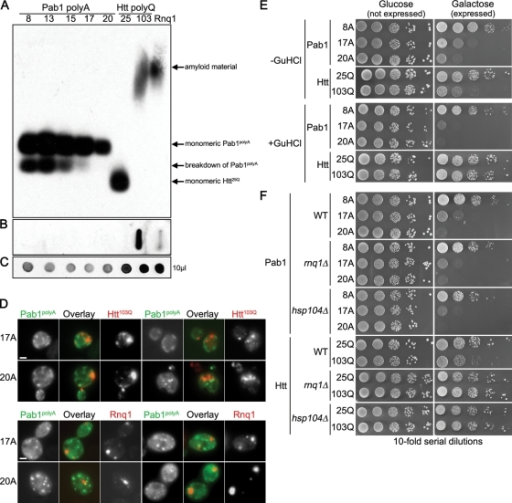 A
Pab1 polyA
Htt polyQ
8 13 15 17 20 25 103 Rnq1
amyloid material
monomeric Pab1polyA
breakdown of Pab1polyA
monomeric Htt25Q
B
C
10µl
D
Pab1polyA Overlay Htt103Q Pab1polyA Overlay Htt103Q
17A
20A
Pab1polyA Overlay Rnq1 Pab1polyA Overlay Rnq1
17A
20A
E
Glucose
(not expressed)
Galactose
(expressed)
-GuHCl
Pab1
8A
17A
20A
Htt
25Q
103Q
+GuHCl
Pab1
8A
17A
20A
Htt
25Q
103Q
F
Pab1
WT
8A
17A
20A
rnq1Δ
8A
17A
20A
hsp104Δ
8A
17A
20A
Htt
WT
25Q
103Q
rnq1Δ
25Q
103Q
hsp104Δ
25Q
103Q
10-fold serial dilutions